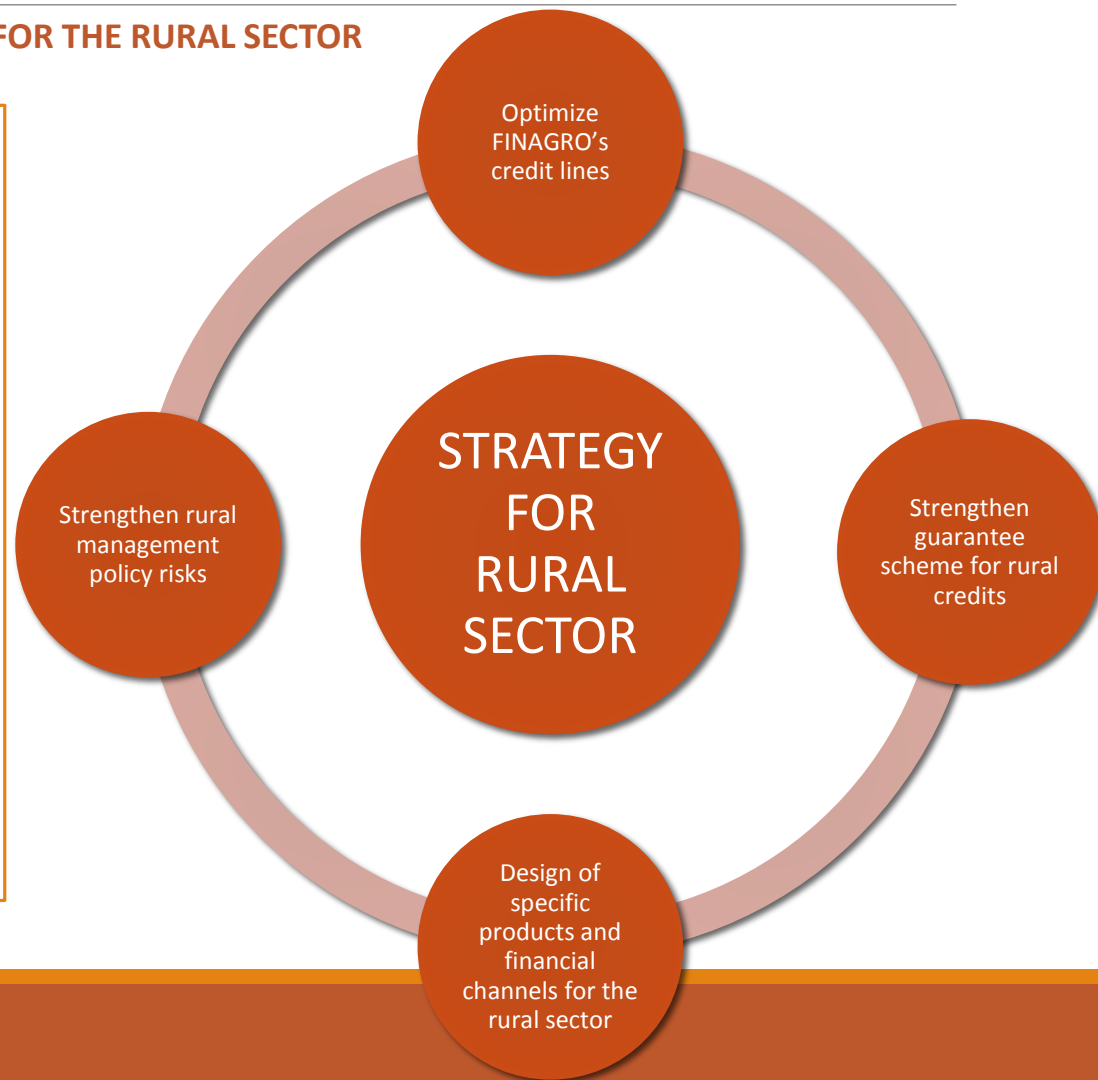 FOR THE RURAL SECTOR
Optimize
FINAGRO’s
credit lines
STRATEGY
FOR
RURAL
SECTOR
Strengthen rural
management
policy risks
Strengthen
guarantee
scheme for rural
credits
Design of
specific
products and
financial
channels for the
rural sector